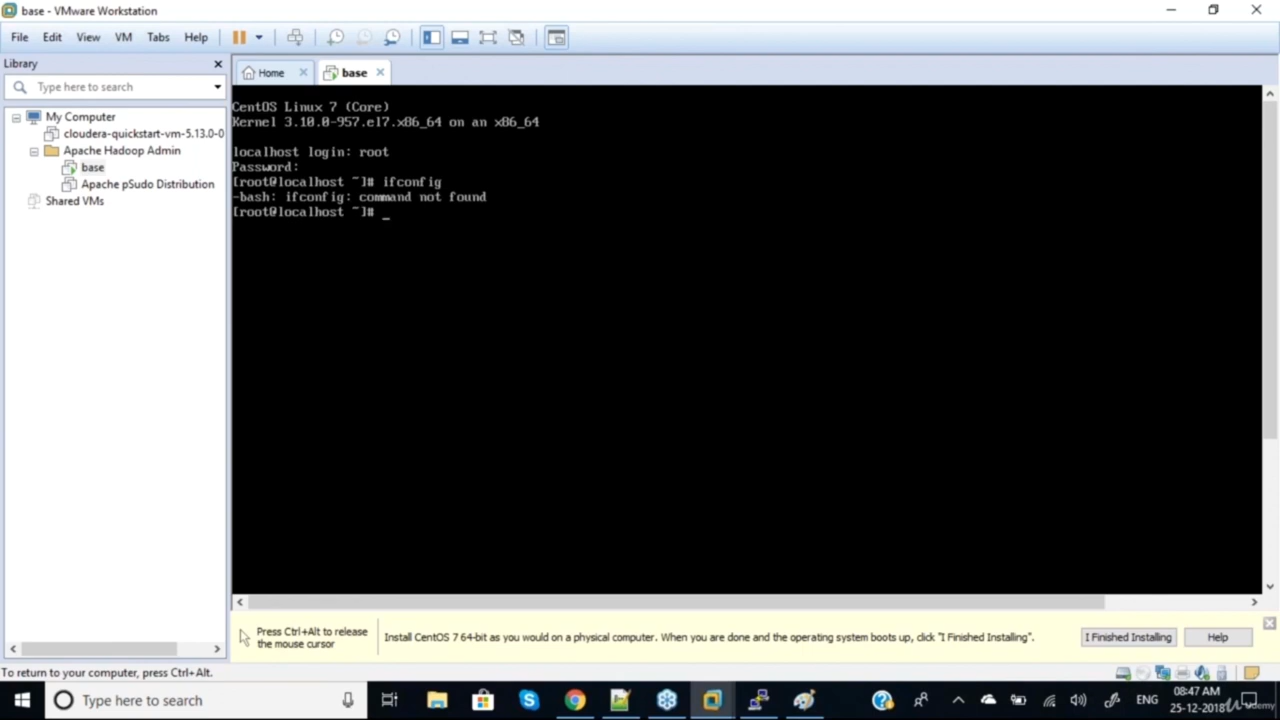 base - VMware Workstation
File Edit View VM Tabs Help
Library
Type here to search
My Computer
cloudera-quickstart-vm-5.13.0-0
Apache Hadoop Admin
base
Apache pSudo Distribution
Shared VMs
Home
base
CentOS Linux 7 (Core)
Kernel 3.10.0-957.el7.x86_64 on an x86_64
localhost login: root
Password:
[root@localhost ~]# ifconfig
-bash: ifconfig: command not found
[root@localhost ~]# _
Press Ctrl+Alt to release
the mouse cursor
Install CentOS 7 64-bit as you would on a physical computer. When you are done and the operating system boots up, click "I Finished Installing".
I Finished Installing
Help
To return to your computer, press Ctrl+Alt.
Type here to search
ENG
08:47 AM
25-12-2018
Udemy